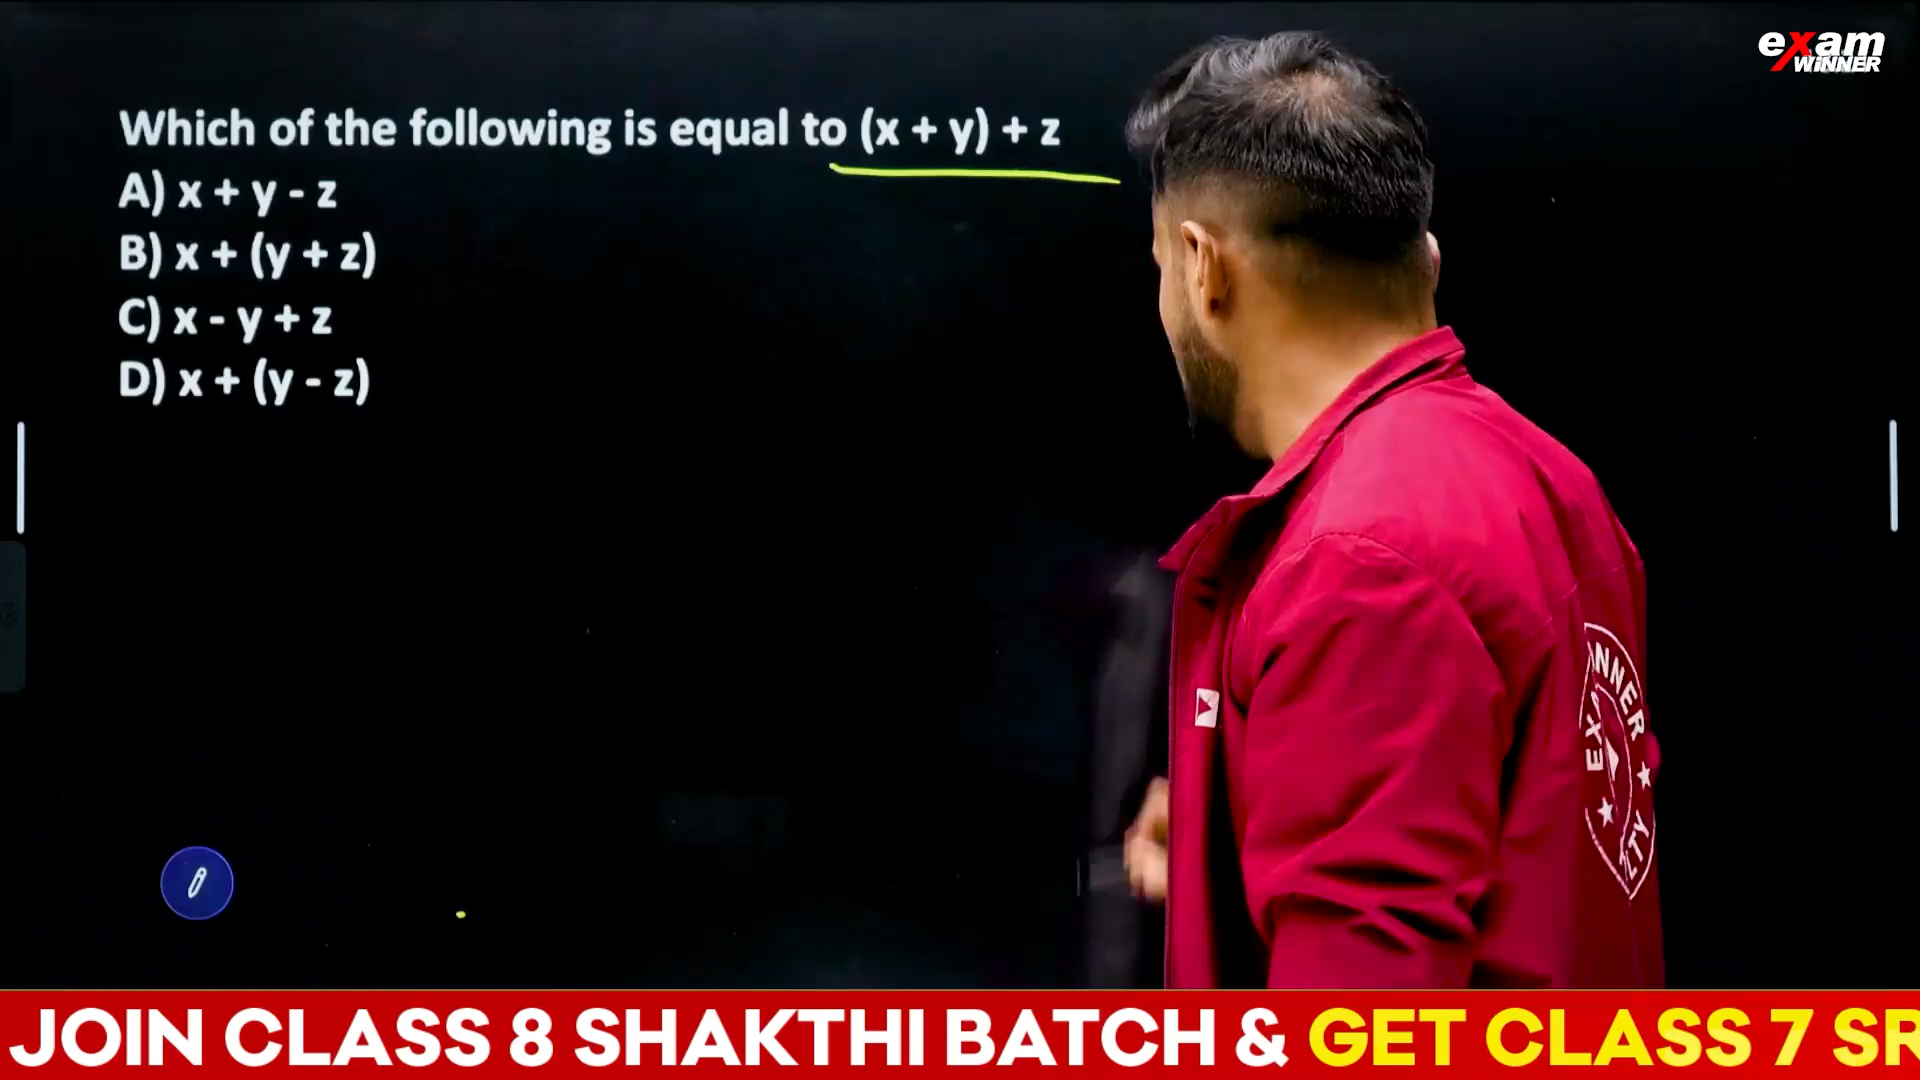 exam
WiNNER
Which of the following is equal to (x + y) + z
A) x + y - z
B) x + (y + z)
C) x - y + z
D) x + (y - z)
JOIN CLASS 8 SHAKTHI BATCH & GET CLASS 7 SR